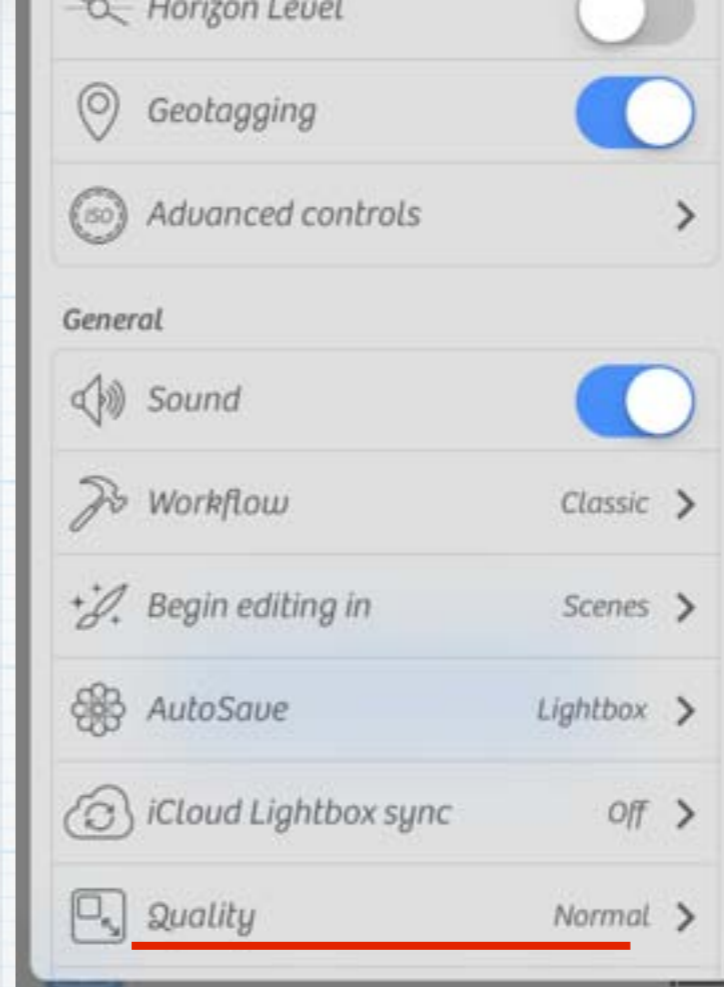 Horizon Level
Geotagging
ISO Advanced controls
General
Sound
Workflow Classic
Begin editing in Scenes
AutoSave Lightbox
iCloud Lightbox sync Off
Quality Normal